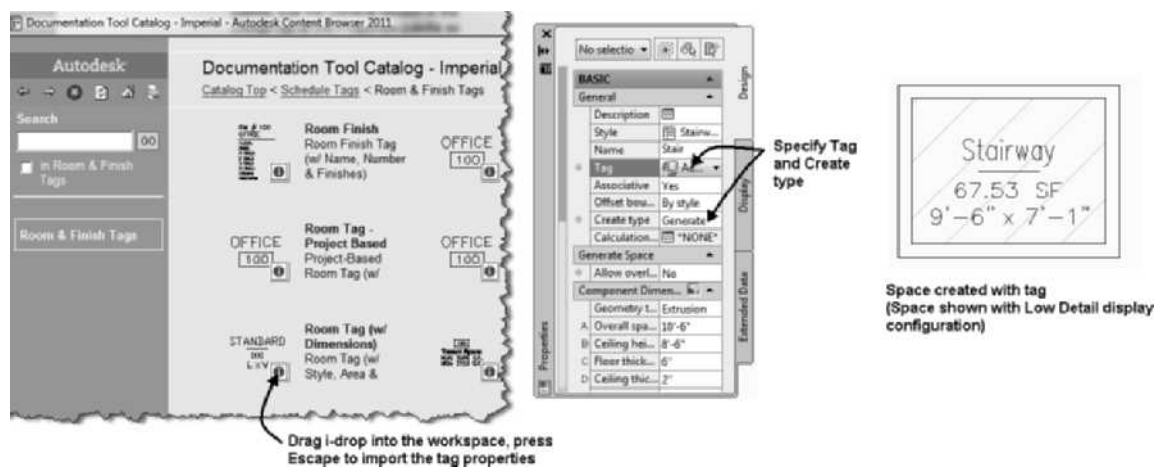 Documentation Tool Catalog - Imperial - Autodesk Content Browser 2011
Autodesk
Search
GO
in Room & Finish
Tags
Room & Finish Tags
Documentation Tool Catalog - Imperial
Catalog Top < Schedule Tags < Room & Finish Tags
Room Finish
Room Finish Tag
(w/ Name, Number
& Finishes)
OFFICE
100
OFFICE
100
Room Tag -
Project Based
Project-Based
Room Tag (w/
OFFICE
100
STANDARD
Room Tag (w/
Dimensions)
Room Tag (w/
Style, Area &
Drag i-drop into the workspace, press
Escape to import the tag properties
No selectio
BASIC
General
Description
Style Stairw...
Name Stair
Tag
Associative Yes
Offset bou... By style
Create type Generate
Calculation... *NONE*
Generate Space
Allow overl... No
Component Dimen...
Geometry t... Extrusion
A Overall spa... 10'-6"
B Ceiling hei... 8'-6"
C Floor thick... 6"
D Ceiling thic... 2"
Properties
Design
Display
Extended Data
Specify Tag
and Create
type
Stairway
67.53 SF
9'-6" x 7'-1"
Space created with tag
(Space shown with Low Detail display
configuration)